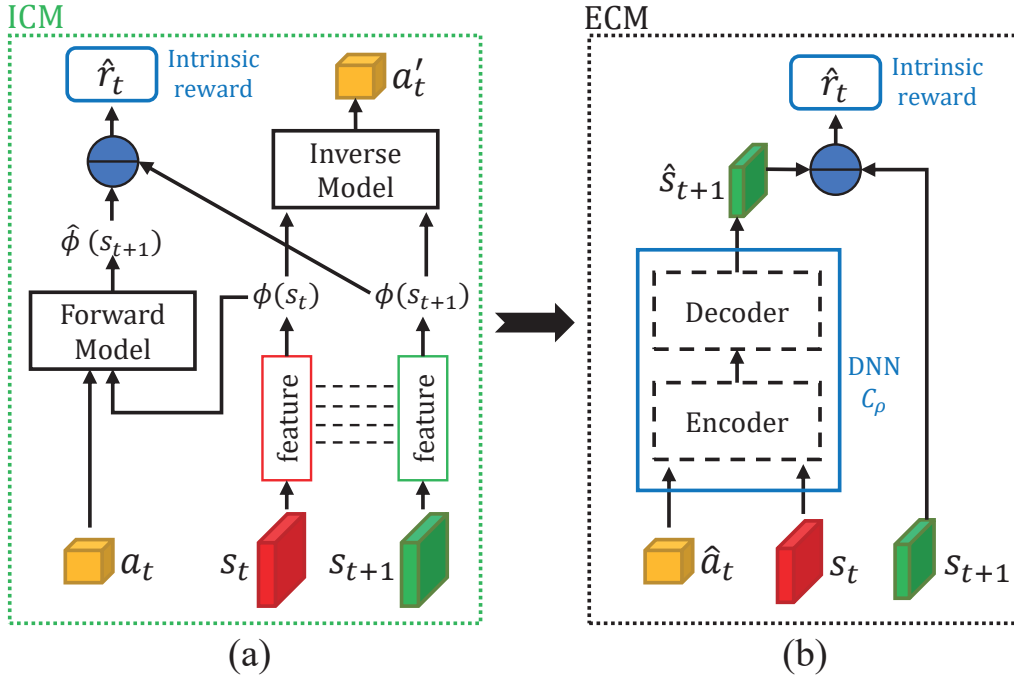 ICM
r̂ₜ
Intrinsic
reward
a′ₜ
Inverse
Model
ϕ̂ (sₜ₊₁)
ϕ(sₜ)
ϕ(sₜ₊₁)
Forward
Model
feature
feature
aₜ
sₜ
sₜ₊₁
(a)
ECM
r̂ₜ
Intrinsic
reward
ŝₜ₊₁
Decoder
Encoder
DNN
Cᵨ
âₜ
sₜ
sₜ₊₁
(b)